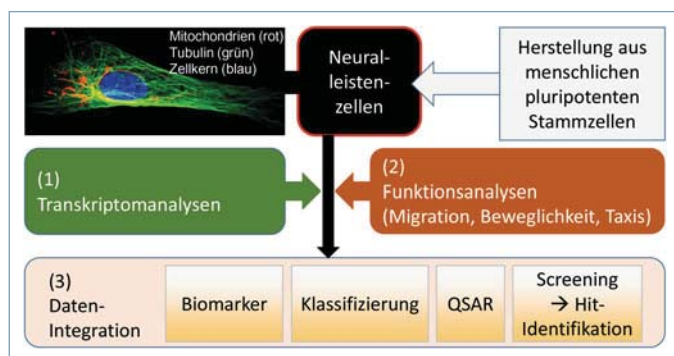 Mitochondrien (rot)
Tubulin (grün)
Zellkern (blau)
Neural-
leisten-
zellen
Herstellung aus
menschlichen
pluripotenten
Stammzellen
(1)
Transkriptomanalysen
(2)
Funktionsanalysen
(Migration, Beweglichkeit, Taxis)
(3)
Daten-
Integration
Biomarker
Klassifizierung
QSAR
Screening
→ Hit-
Identifikation